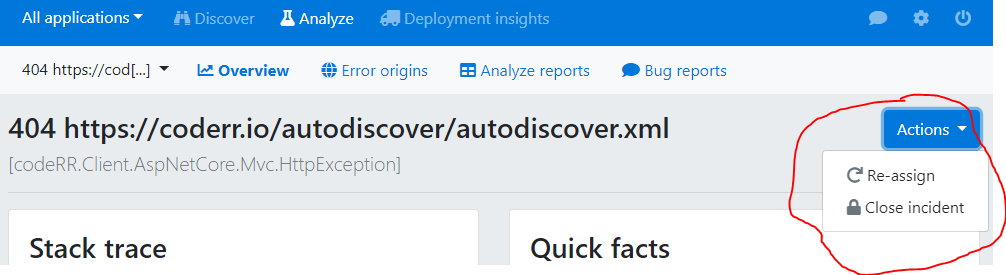 All applications Discover Analyze Deployment insights
404 https://cod[...] Overview Error origins Analyze reports Bug reports
404 https://coderr.io/autodiscover/autodiscover.xml
Actions
[codeRR.Client.AspNetCore.Mvc.HttpException]
Re-assign
Close incident
Stack trace
Quick facts